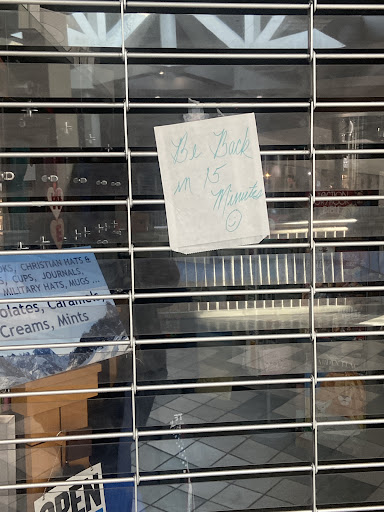 Be Back
in 15
Minutes
OKS, CHRISTIAN HATS &
S, CUPS, JOURNALS,
MILITARY HATS, MUGS ...
olates, Caramels
Creams, Mints
OPEN